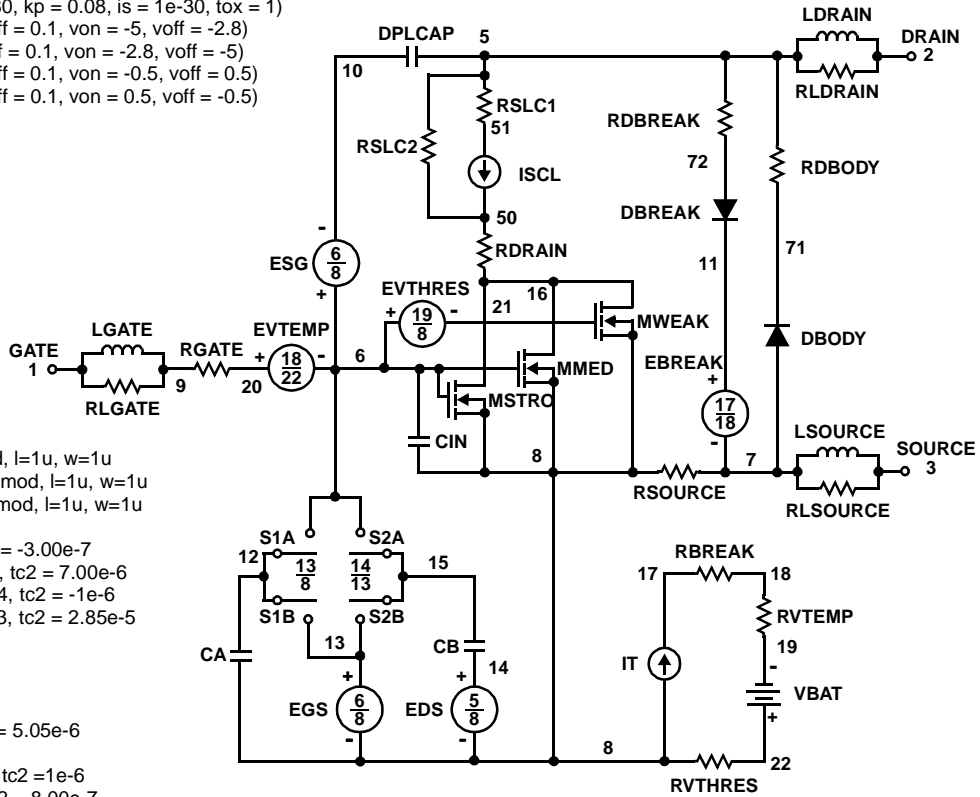 60, kp = 0.08, is = 1e-30, tox = 1)
ff = 0.1, von = -5, voff = -2.8)
f = 0.1, von = -2.8, voff = -5)
ff = 0.1, von = -0.5, voff = 0.5)
ff = 0.1, von = 0.5, voff = -0.5)
DPLCAP
5
10
LDRAIN
DRAIN
2
RLDRAIN
RSLC1
51
RSLC2
ISCL
50
RDRAIN
RDBREAK
72
DBREAK
11
RDBODY
71
DBODY
-
ESG
6
8
+
EVTHRES
+
19
8
-
16
21
MWEAK
EBREAK
+
17
18
-
MMED
MSTRO
LGATE
GATE
1
RLGATE
9
RGATE
20
EVTEMP
+
18
22
-
6
CIN
8
RSOURCE
7
LSOURCE
SOURCE
3
RLSOURCE
d, l=1u, w=1u
mod, l=1u, w=1u
mod, l=1u, w=1u
= -3.00e-7
, tc2 = 7.00e-6
4, tc2 = -1e-6
3, tc2 = 2.85e-5
S1A
S2A
12
13
8
14
13
15
S1B
S2B
13
CA
CB
14
+
EGS
6
8
-
+
EDS
5
8
-
8
RBREAK
17
18
RVTEMP
19
-
IT
VBAT
+
22
RVTHRES
= 5.05e-6
tc2 =1e-6